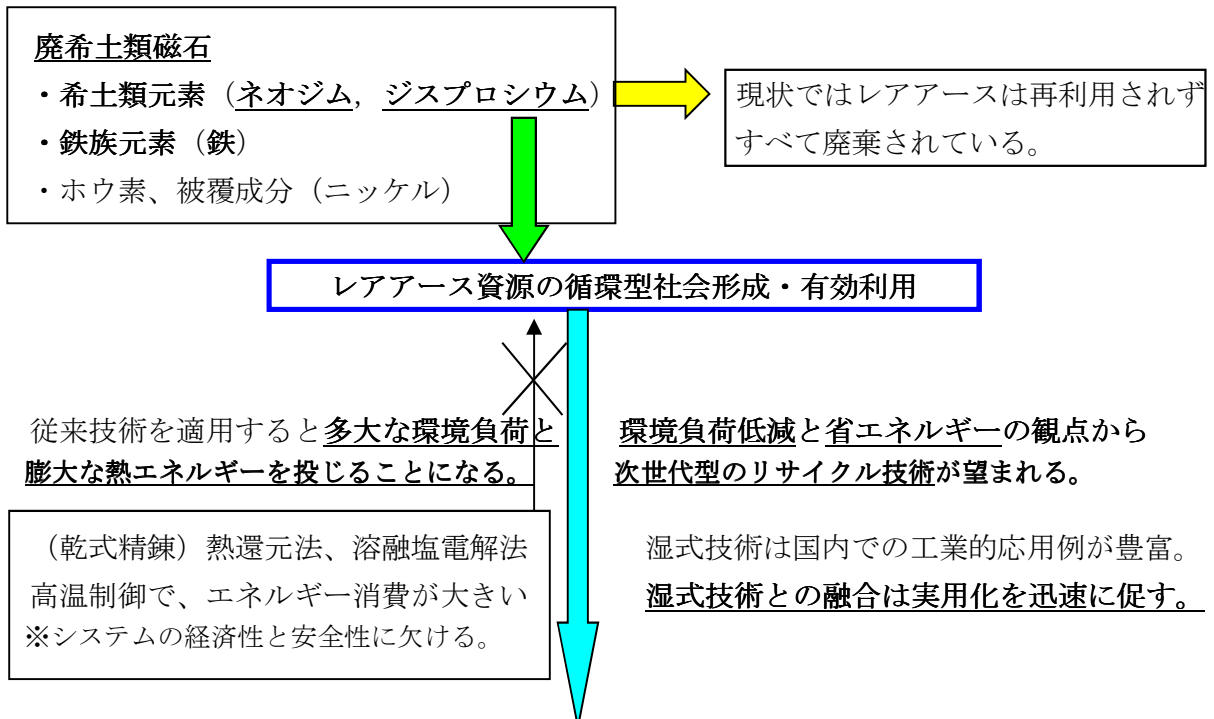 廃希土類磁石
・希土類元素（ネオジム，ジスプロシウム）
・鉄族元素（鉄）
・ホウ素、被覆成分（ニッケル）
現状ではレアアースは再利用されず
すべて廃棄されている。
レアアース資源の循環型社会形成・有効利用
従来技術を適用すると多大な環境負荷と
膨大な熱エネルギーを投じることになる。
環境負荷低減と省エネルギーの観点から
次世代型のリサイクル技術が望まれる。
（乾式精錬）熱還元法、溶融塩電解法
高温制御で、エネルギー消費が大きい
※システムの経済性と安全性に欠ける。
湿式技術は国内での工業的応用例が豊富。
湿式技術との融合は実用化を迅速に促す。